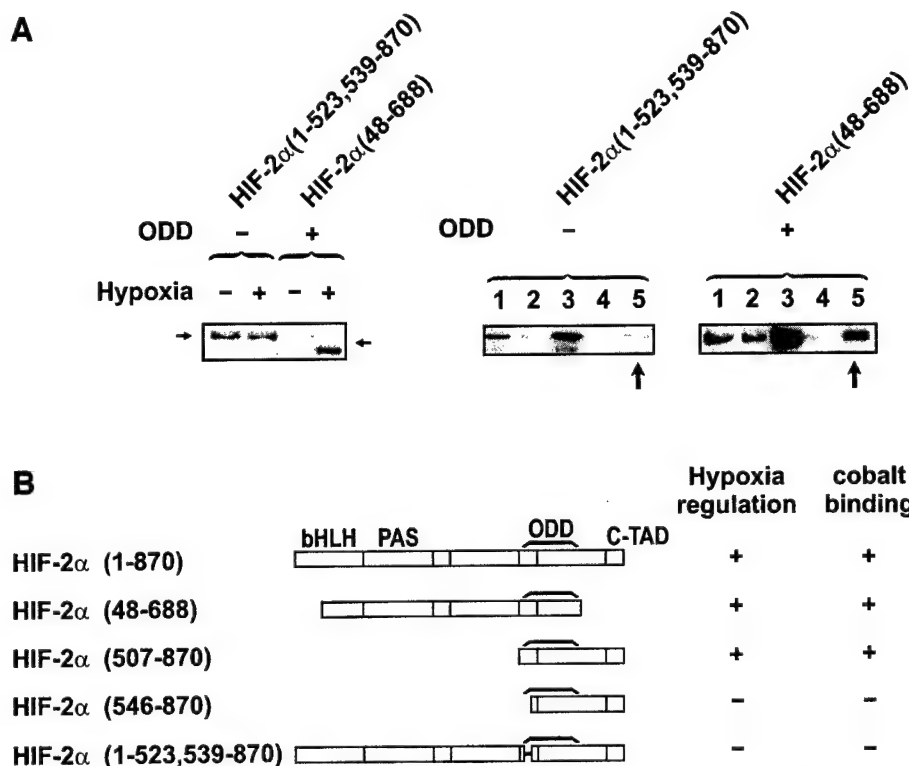 A
HIF-2α(1-523,539-870)
HIF-2α(48-688)
ODD - +
Hypoxia - + - +
HIF-2α(1-523,539-870)
HIF-2α(48-688)
ODD - +
1 2 3 4 5 1 2 3 4 5
B
Hypoxia regulation
cobalt binding
bHLH PAS ODD C-TAD
HIF-2α (1-870) + +
HIF-2α (48-688) + +
HIF-2α (507-870) + +
HIF-2α (546-870) - -
HIF-2α (1-523,539-870) - -